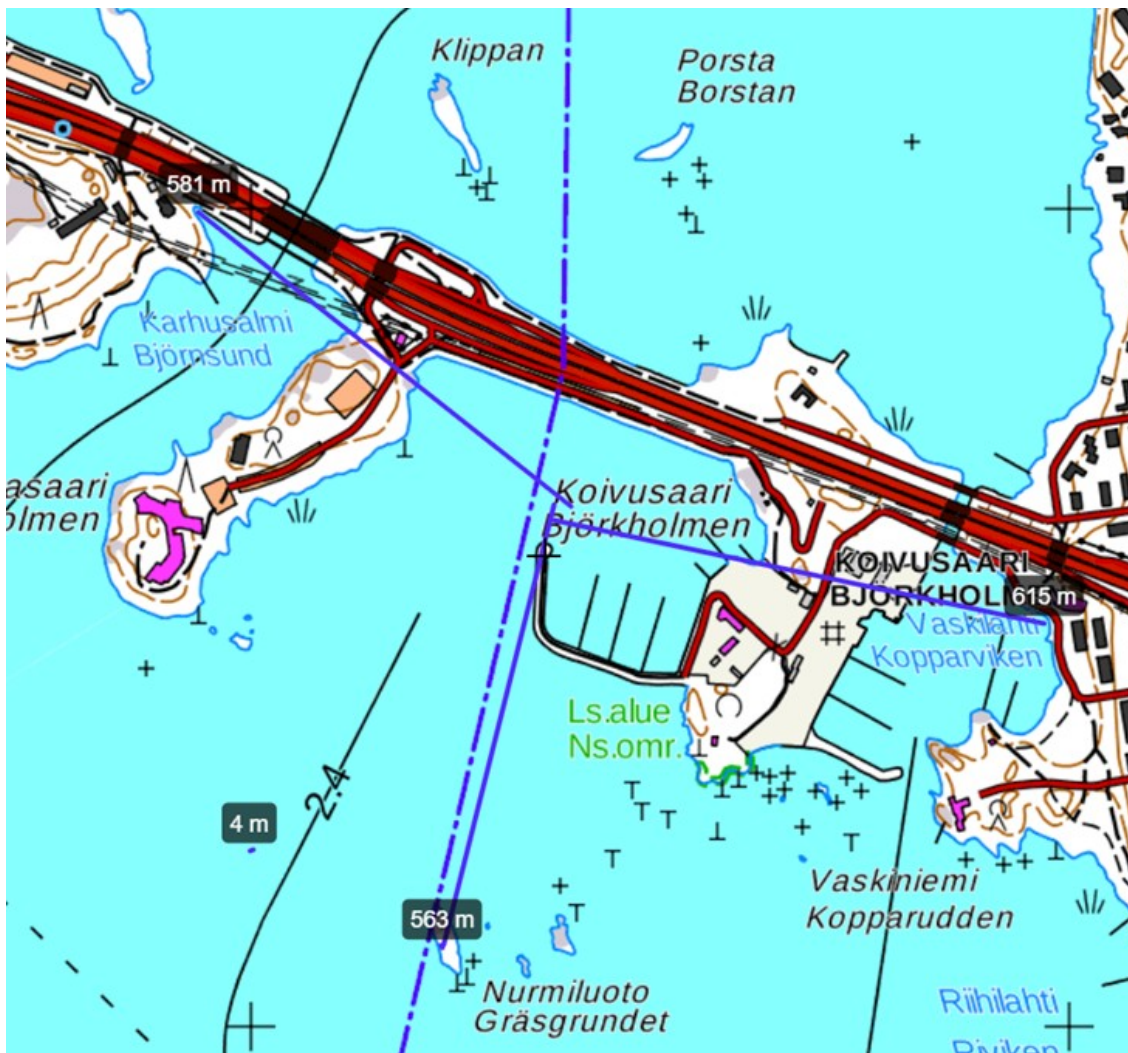 Klippan
Porsta
Borstan
581 m
Karhusalmi
Björnsund
asaari
olmen
Koivusaari
Björkholmen
KOIVUSAARI
BJÖRKHOL
615 m
Vaskilahti
Kopparviken
Ls.alue
Ns.omr.
2.4
4 m
563 m
Vaskiniemi
Kopparudden
Nurmiluoto
Gräsgrundet
Riihilahti
Riviken